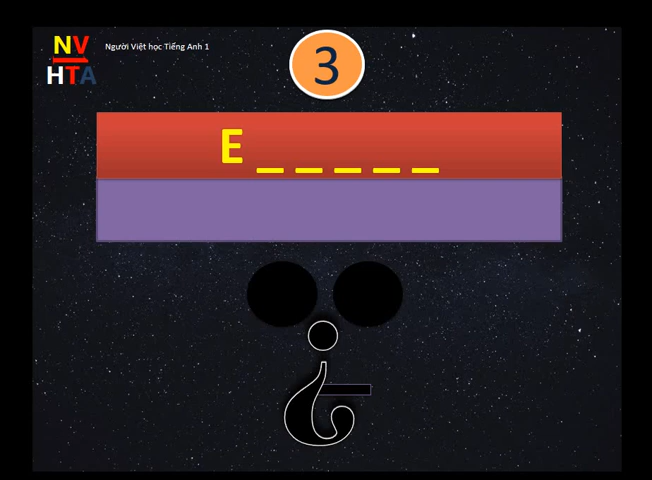 NV
HTA
Người Việt học Tiếng Anh 1
3
E _ _ _ _ _